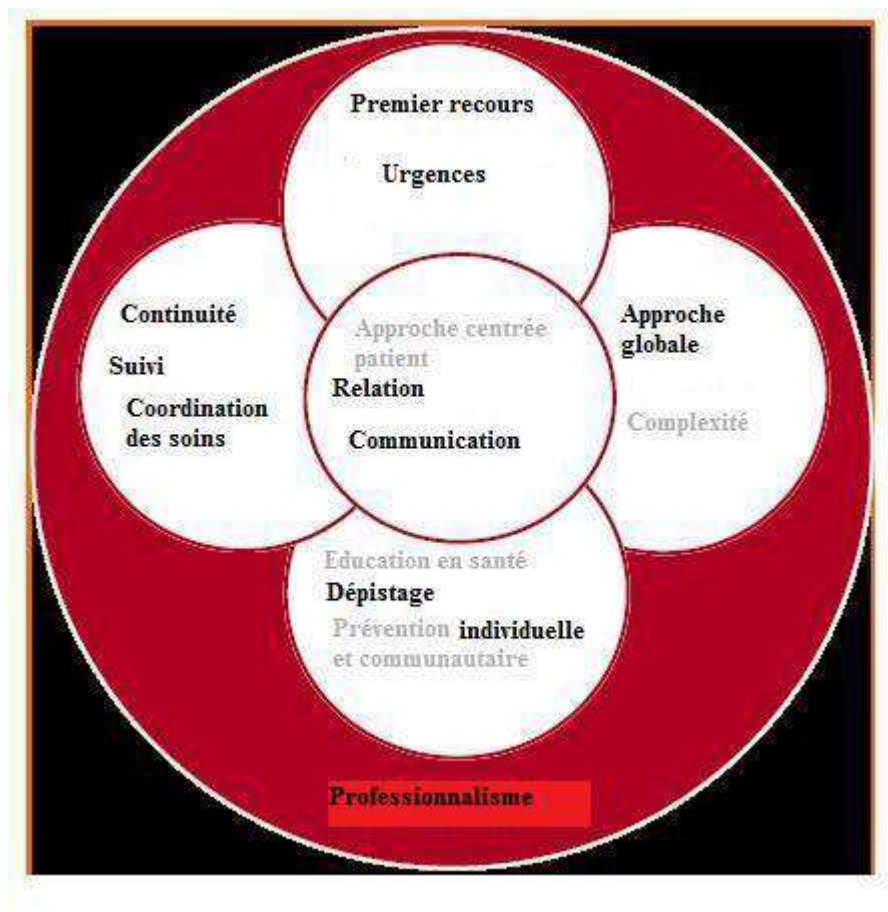 Premier recours
Urgences
Continuité
Suivi
Coordination
des soins
Approche centrée
patient
Relation
Communication
Approche
globale
Complexité
Education en santé
Dépistage
Prévention individuelle
et communautaire
Professionnalisme